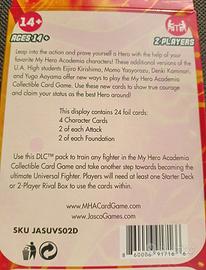 14+
AGES 14+
2 PLAYERS
Leap into the action and prove yourself a Hero with the help of your
favorite My Hero Academia characters! These additional versions of the
U.A. High students Eijiro Kirishima, Momo Yaoyorozu, Denki Kaminari,
and Yuga Aoyama offer new ways to play the My Hero Academia
Collectible Card Game. Use these new cards to show true courage
and claim your status as the best Hero around!
This display contains 24 foil cards:
4 Character Cards
2 of each Attack
2 of each Foundation
Use this DLC™ pack to train any fighter in the My Hero Academia
Collectible Card Game and take another step towards becoming the
ultimate Universal Fighter. Players will need at least one Starter Deck
or 2-Player Rival Box to use the cards within.
www.MHACardGames.com
www.JascoGames.com
SKU JASUVS02D
8 60006 91716 6